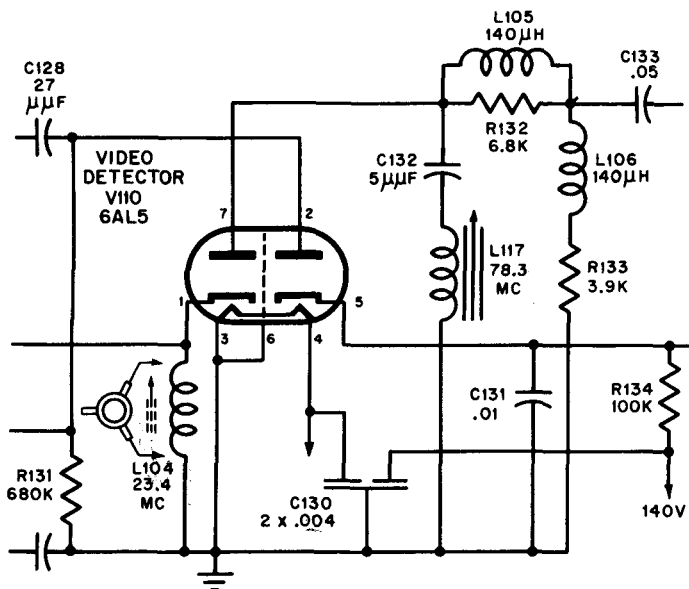 L105
140µH
C128
27
µµF
C133
.05
VIDEO
DETECTOR
V110
6AL5
R132
6.8K
C132
5µµF
L106
140µH
7
2
L117
78.3
MC
R133
3.9K
1
5
3
6
4
C131
.01
R134
100K
L104
23.4
MC
R131
680K
C130
2 x .004
140V